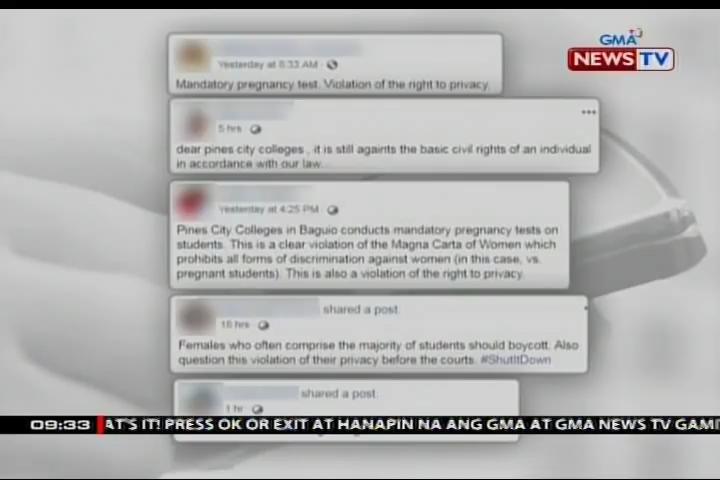 GMA
NEWS TV
Yesterday at 8:33 AM
Mandatory pregnancy test. Violation of the right to privacy.
5 hrs
dear pines city colleges , it is still againts the basic civil rights of an individual
in accordance with our law...
Yesterday at 4:25 PM
Pines City Colleges in Baguio conducts mandatory pregnancy tests on
students. This is a clear violation of the Magna Carta of Women which
prohibits all forms of discrimination against women (in this case, vs.
pregnant students). This is also a violation of the right to privacy.
shared a post.
16 hrs
Females who often comprise the majority of students should boycott. Also
question this violation of their privacy before the courts. #ShutItDown
shared a post.
1 hr
09:33 AT'S IT! PRESS OK OR EXIT AT HANAPIN NA ANG GMA AT GMA NEWS TV GAMI